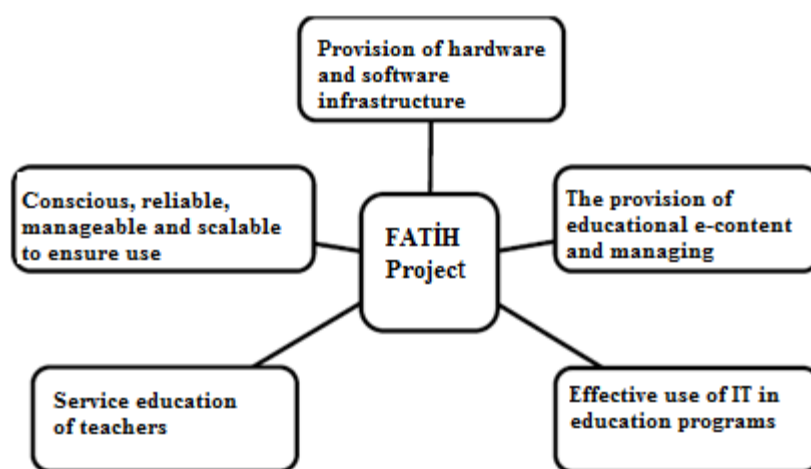 Provision of hardware
and software
infrastructure
Conscious, reliable,
manageable and scalable
to ensure use
FATİH
Project
The provision of
educational e-content
and managing
Service education
of teachers
Effective use of IT in
education programs